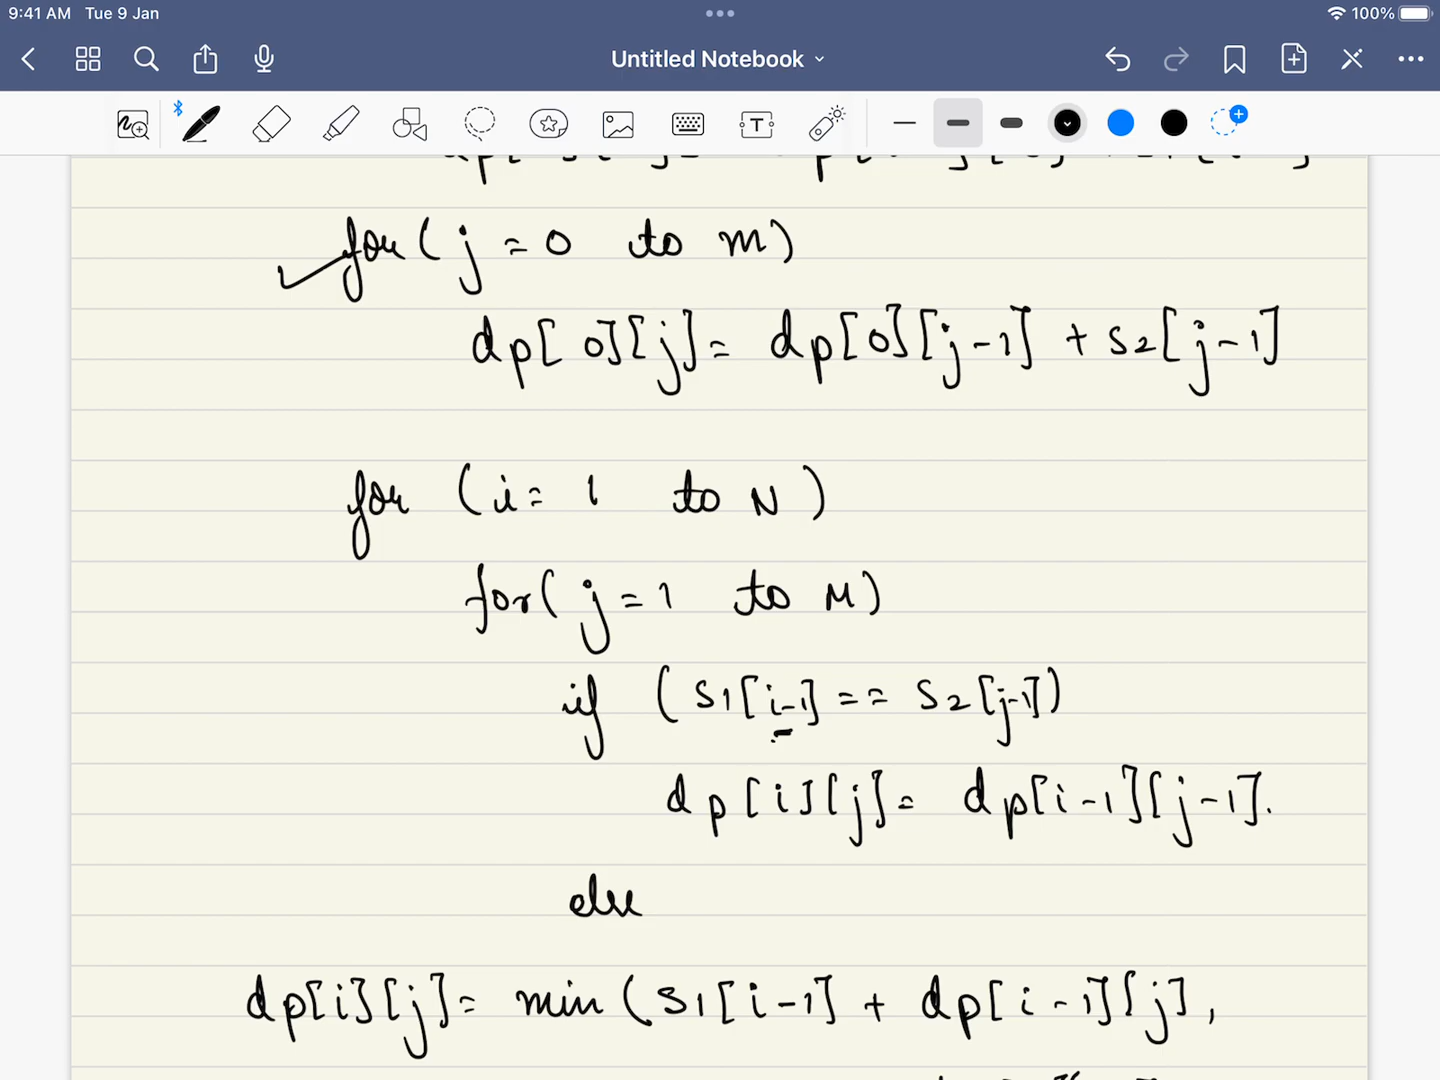 9:41 AM Tue 9 Jan
100%
Untitled Notebook
T
for( j = 0 to m)
dp[ 0][j] = dp[0][j-1] + S2[j-1]
for (i = 1 to N)
for( j = 1 to M)
if (S1[i-1] == S2[j-1])
dp[i][j] = dp[i-1][j-1].
else
dp[i][j] = min(S1[i-1] + dp[i-1][j],